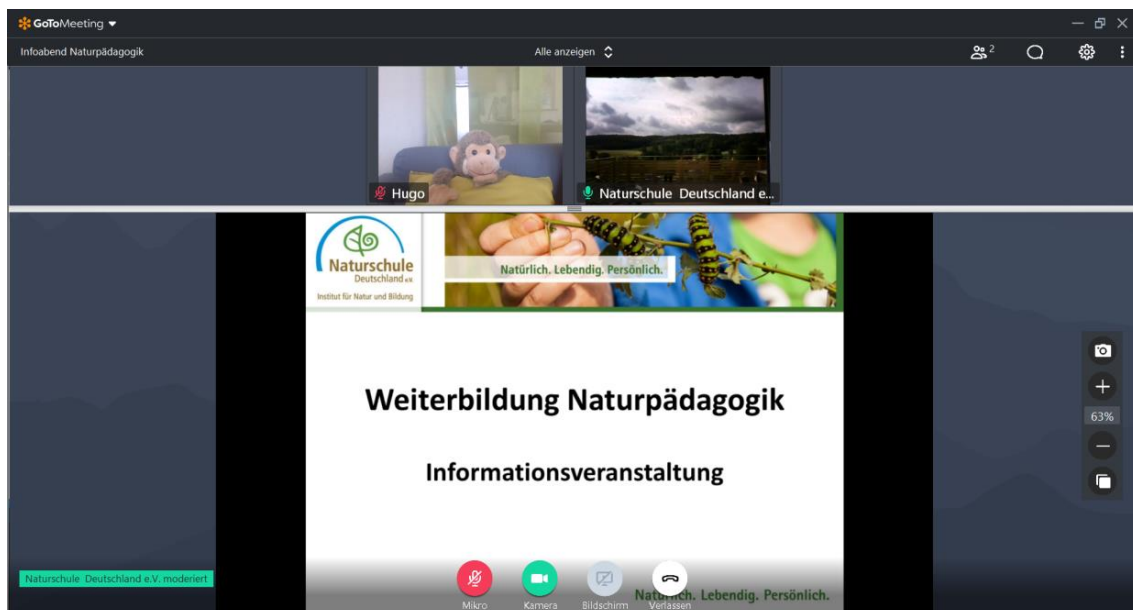 GoToMeeting
Infoabend Naturpädagogik
Alle anzeigen
2
Hugo
Naturschule Deutschland e...
Naturschule
Deutschland e.V.
Institut für Natur und Bildung
Natürlich. Lebendig. Persönlich.
Weiterbildung Naturpädagogik
Informationsveranstaltung
63%
Naturschule Deutschland e.V. moderiert
Mikro
Kamera
Bildschirm
Verlassen
Natürlich. Lebendig. Persönlich.